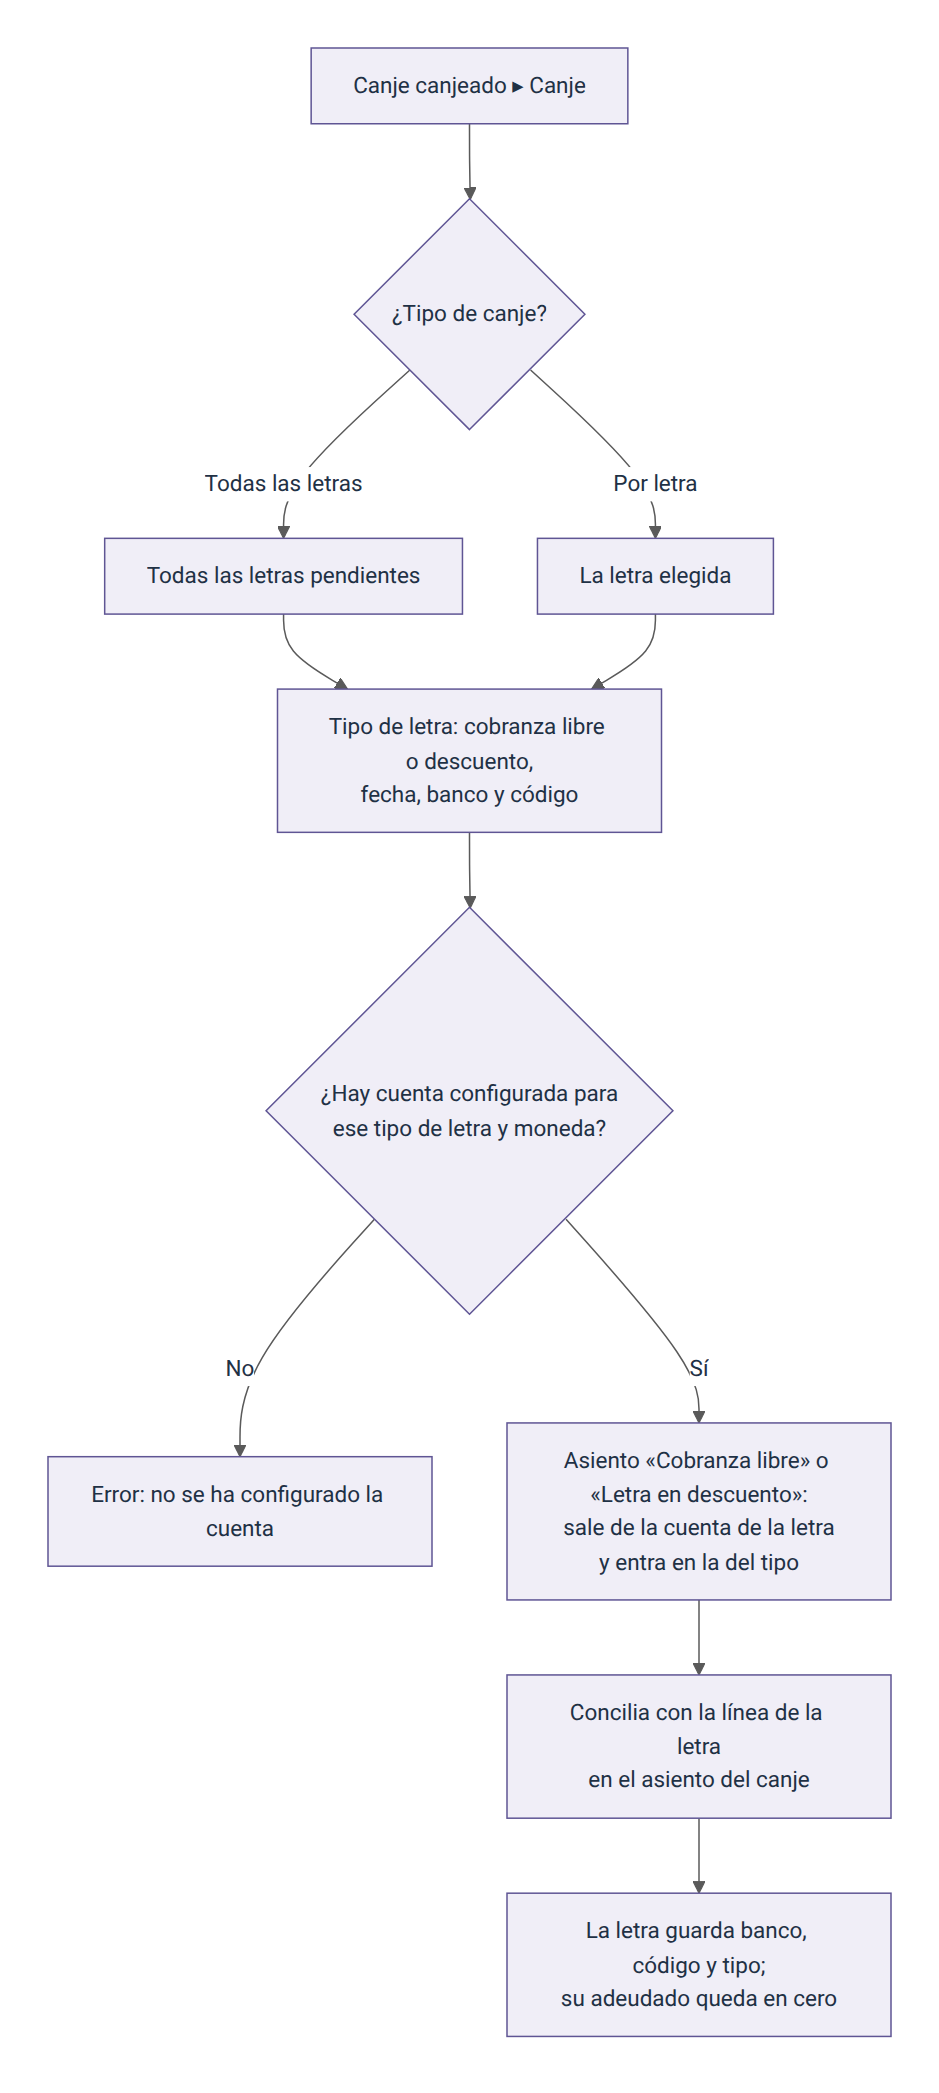 Canje canjeado ▸ Canje
¿Tipo de canje?
Todas las letras
Por letra
Todas las letras pendientes
La letra elegida
Tipo de letra: cobranza libre
o descuento,
fecha, banco y código
¿Hay cuenta configurada para
ese tipo de letra y moneda?
No
Sí
Error: no se ha configurado la
cuenta
Asiento «Cobranza libre» o
«Letra en descuento»:
sale de la cuenta de la letra
y entra en la del tipo
Concilia con la línea de la
letra
en el asiento del canje
La letra guarda banco,
código y tipo;
su adeudado queda en cero